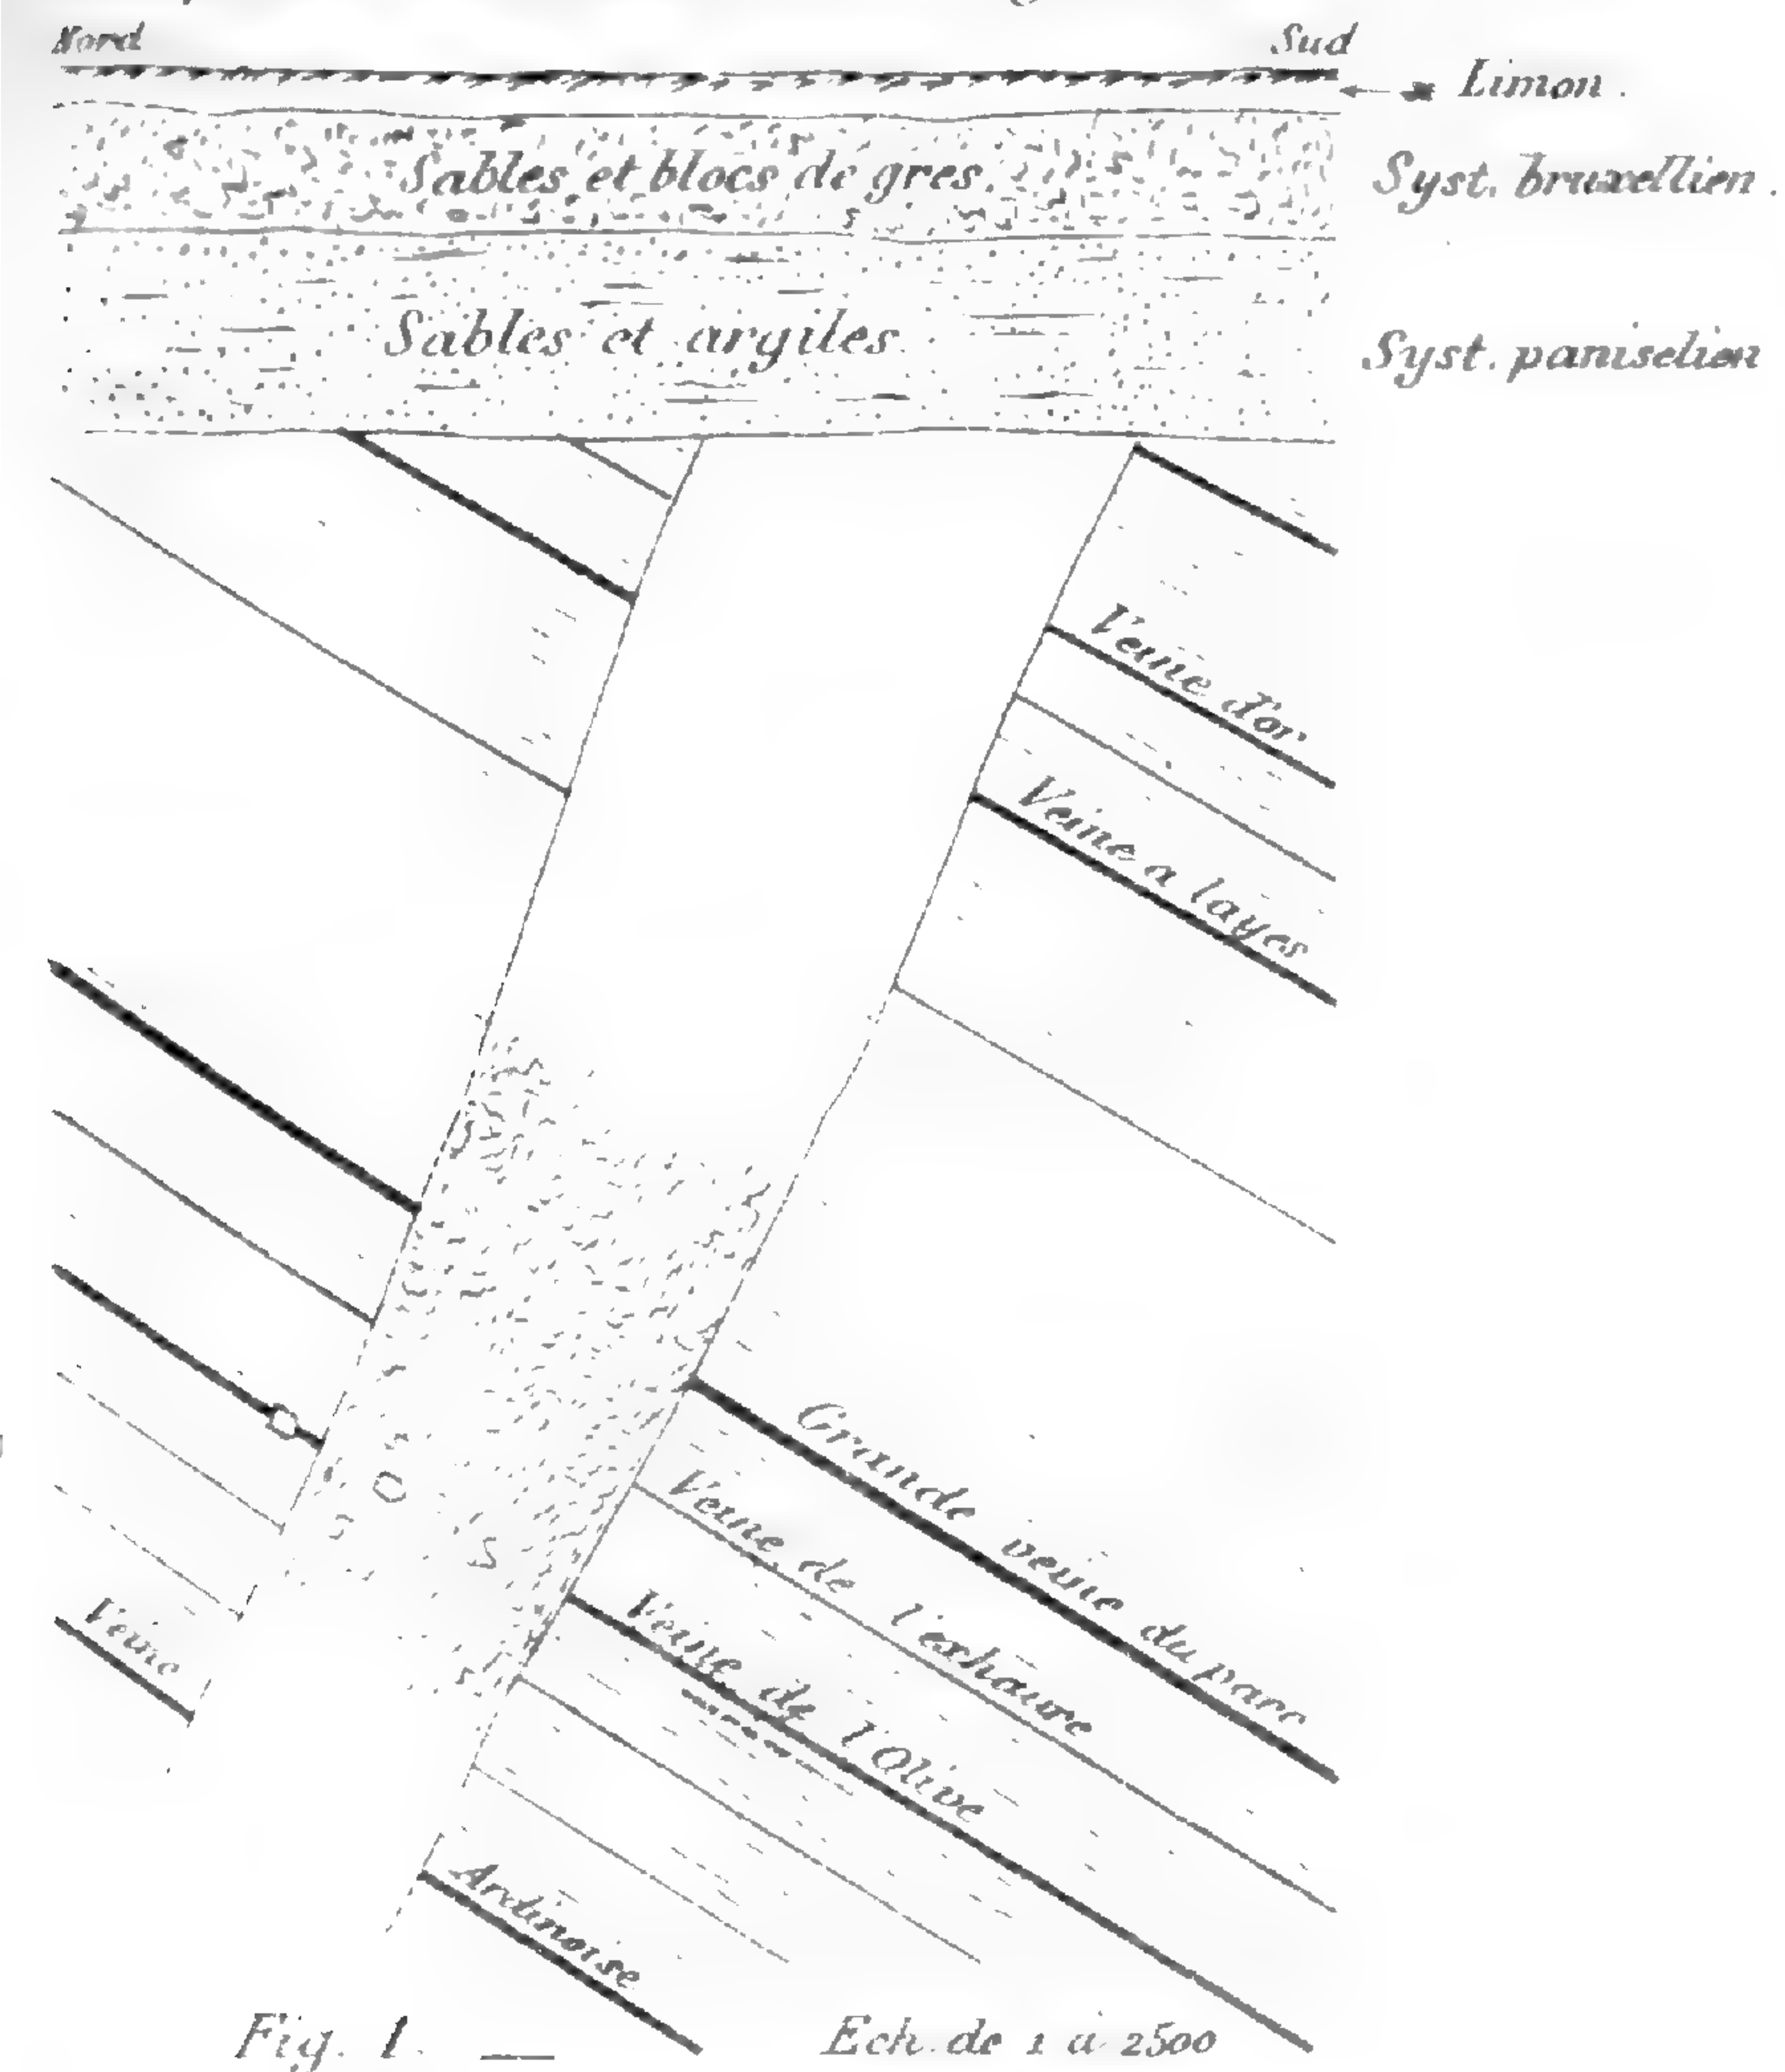 Nord
Sud
Limon.
Sables et blocs de gres.
Syst. bruxellien.
Sables et argiles.
Syst. paniselien
Veine d'or
Veine a layes
Grande veine du parc
Veine de l'exhaure
Veine de l'Olive
Veine
Ardinoise
Fig. 1. Ech. de 1 à 2500